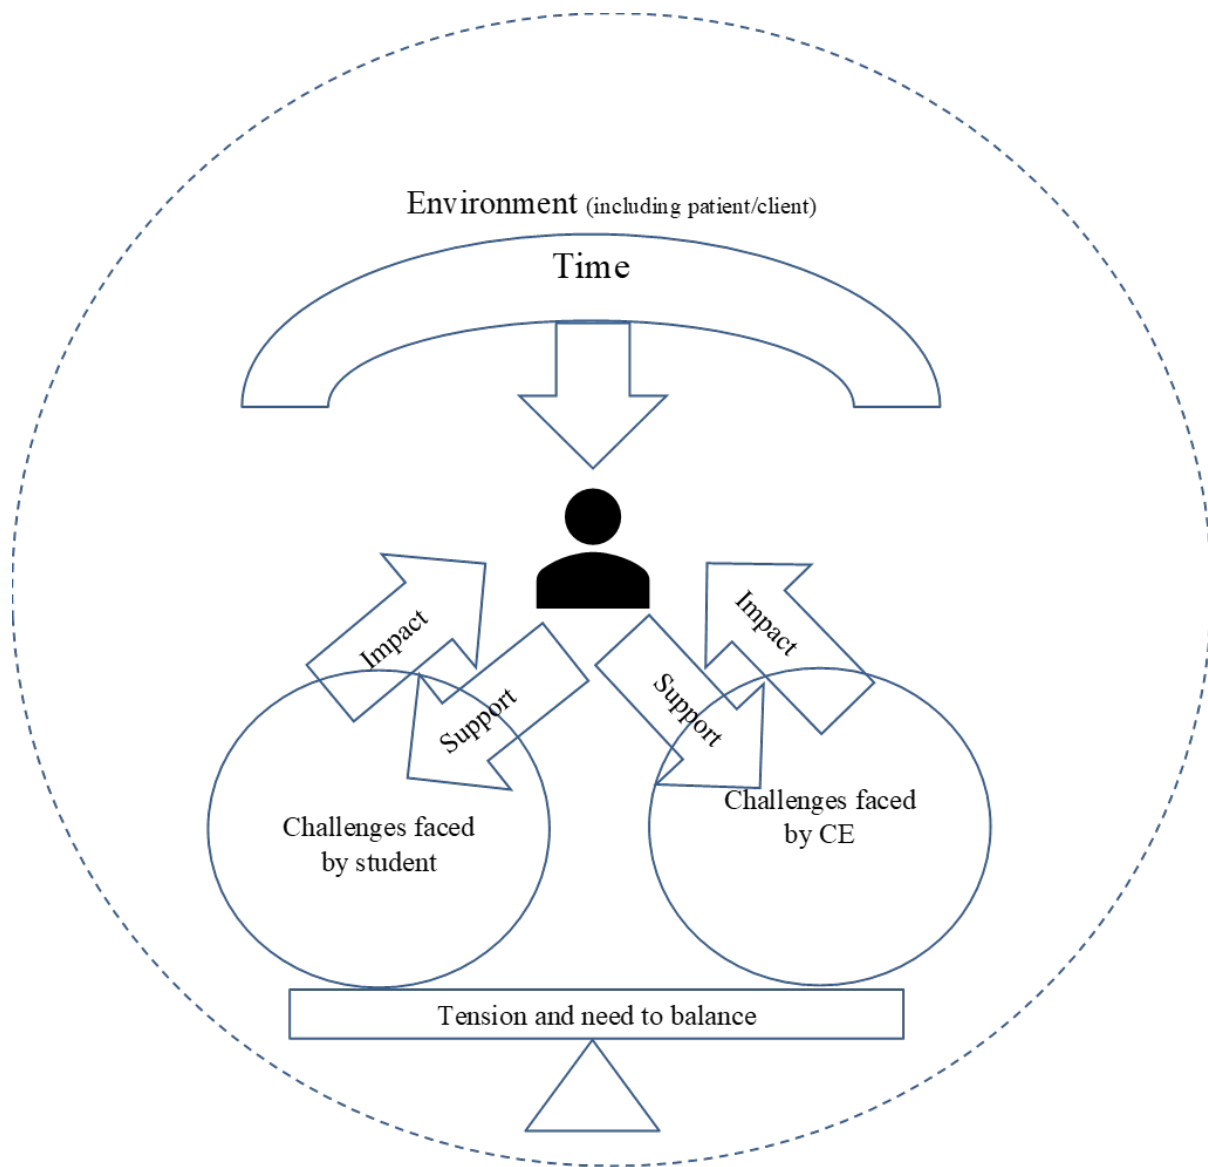 Environment (including patient/client)
Time
Impact
Impact
Support
Support
Challenges faced
by student
Challenges faced
by CE
Tension and need to balance